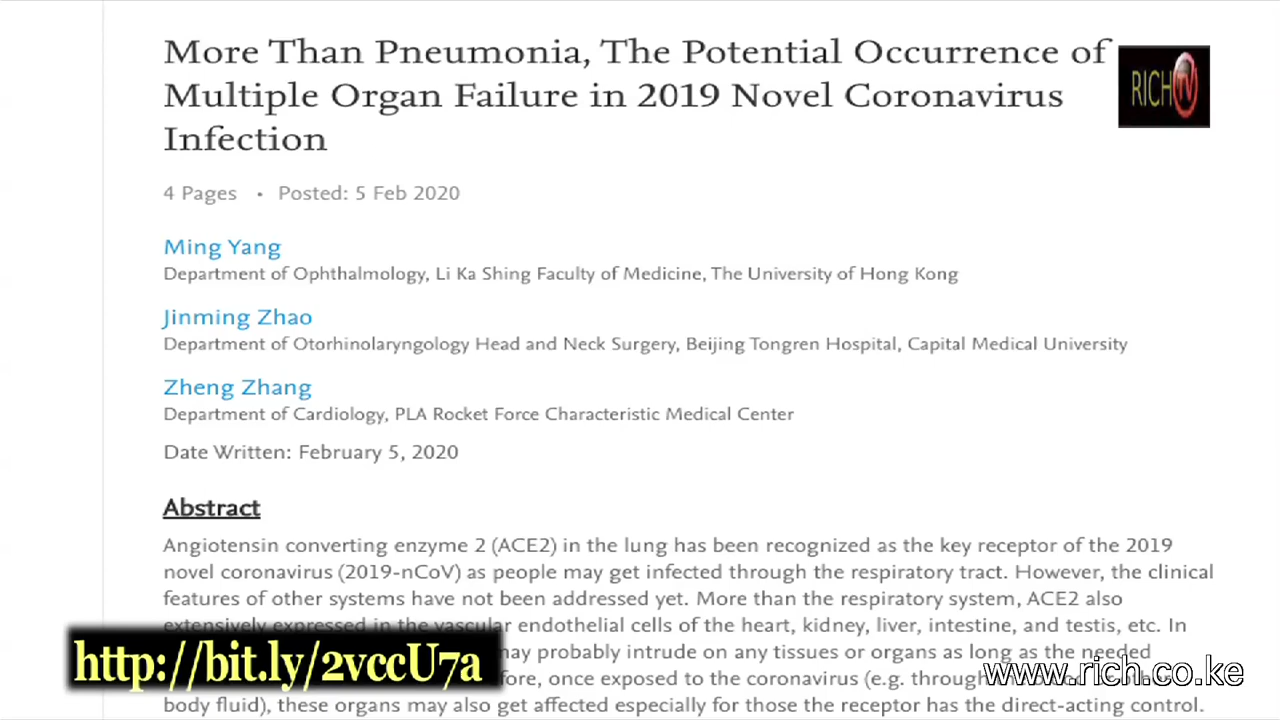 More Than Pneumonia, The Potential Occurrence of
Multiple Organ Failure in 2019 Novel Coronavirus
Infection
RICH TV
4 Pages • Posted: 5 Feb 2020
Ming Yang
Department of Ophthalmology, Li Ka Shing Faculty of Medicine, The University of Hong Kong
Jinming Zhao
Department of Otorhinolaryngology Head and Neck Surgery, Beijing Tongren Hospital, Capital Medical University
Zheng Zhang
Department of Cardiology, PLA Rocket Force Characteristic Medical Center
Date Written: February 5, 2020
Abstract
Angiotensin converting enzyme 2 (ACE2) in the lung has been recognized as the key receptor of the 2019
novel coronavirus (2019-nCoV) as people may get infected through the respiratory tract. However, the clinical
features of other systems have not been addressed yet. More than the respiratory system, ACE2 also
extensively expressed in the vascular endothelial cells of the heart, kidney, liver, intestine, and testis, etc. In
may probably intrude on any tissues or organs as long as the needed
http://bit.ly/2vccU7a
www.rich.co.ke
once exposed to the coronavirus (e.g.
body fluid), these organs may also get affected especially for those the receptor has the direct-acting control.